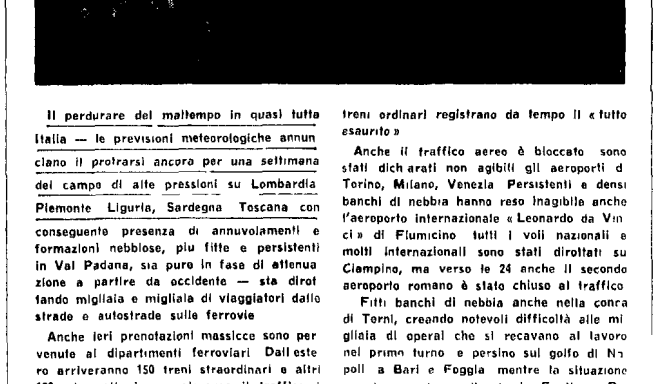 Il perdurare del maltempo in quasi tutta
Italia — le previsioni meteorologiche annun
ciano il protrarsi ancora per una settimana
del campo di alte pressioni su Lombardia
Piemonte Liguria, Sardegna Toscana con
conseguente presenza di annuvolamenti e
formazioni nebbiose, piu fitte e persistenti
in Val Padana, sia pure in fase di attenua
zione a partire da occidente — sta dirot
tando migliaia e migliaia di viaggiatori dalle
strade e autostrade sulle ferrovie
Anche ieri prenotazioni massicce sono per
venute ai dipartimenti ferroviari Dall este
ro arriveranno 150 treni straordinari e altri
treni ordinari registrano da tempo il « tutto
esaurito »
Anche il traffico aereo è bloccato sono
stati dich arati non agibili gli aeroporti d
Torino, Milano, Venezia Persistenti e densi
banchi di nebbia hanno reso inagibile anche
l'aeroporto internazionale « Leonardo da Vin
ci » di Fiumicino tutti i voli nazionali e
molti internazionali sono stati dirottati su
Ciampino, ma verso le 24 anche il secondo
aeroporto romano è stato chiuso al traffico
Fitti banchi di nebbia anche nella conca
di Terni, creando notevoli difficoltà alle mi
gliaia di operai che si recavano al lavoro
nel primo turno e persino sul golfo di Na
poli a Bari e Foggia mentre la situazione